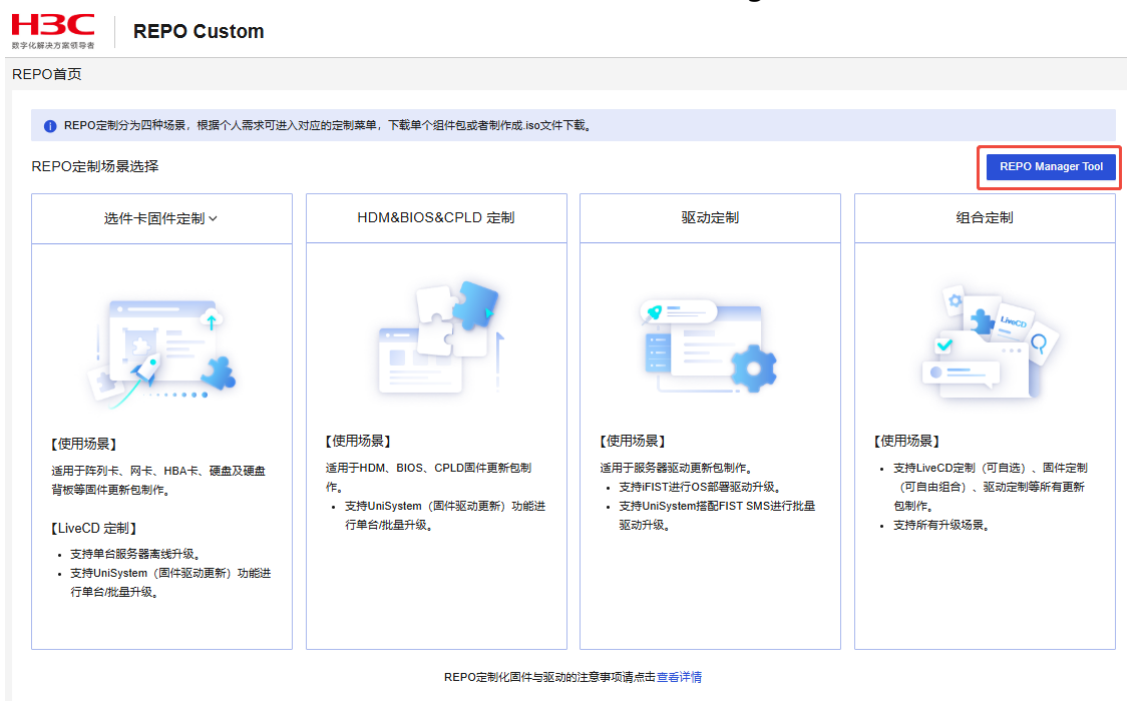 g
H3C
数字化解决方案领导者
REPO Custom
REPO首页
REPO定制分为四种场景，根据个人需求可进入对应的定制菜单，下载单个组件包或者制作成.iso文件下载。
REPO定制场景选择
REPO Manager Tool
选件卡固件定制
【使用场景】
适用于阵列卡、网卡、HBA卡、硬盘及硬盘
背板等固件更新包制作。
【LiveCD 定制】
• 支持单台服务器离线升级。
• 支持UniSystem（固件驱动更新）功能进
行单台/批量升级。
HDM&BIOS&CPLD 定制
【使用场景】
适用于HDM、BIOS、CPLD固件更新包制
作。
• 支持UniSystem（固件驱动更新）功能进
行单台/批量升级。
驱动定制
【使用场景】
适用于服务器驱动更新包制作。
• 支持iFIST进行OS部署驱动升级。
• 支持UniSystem搭配FIST SMS进行批量
驱动升级。
组合定制
LiveCD
【使用场景】
• 支持LiveCD定制（可自选）、固件定制
（可自由组合）、驱动定制等所有更新
包制作。
• 支持所有升级场景。
REPO定制化固件与驱动的注意事项请点击查看详情